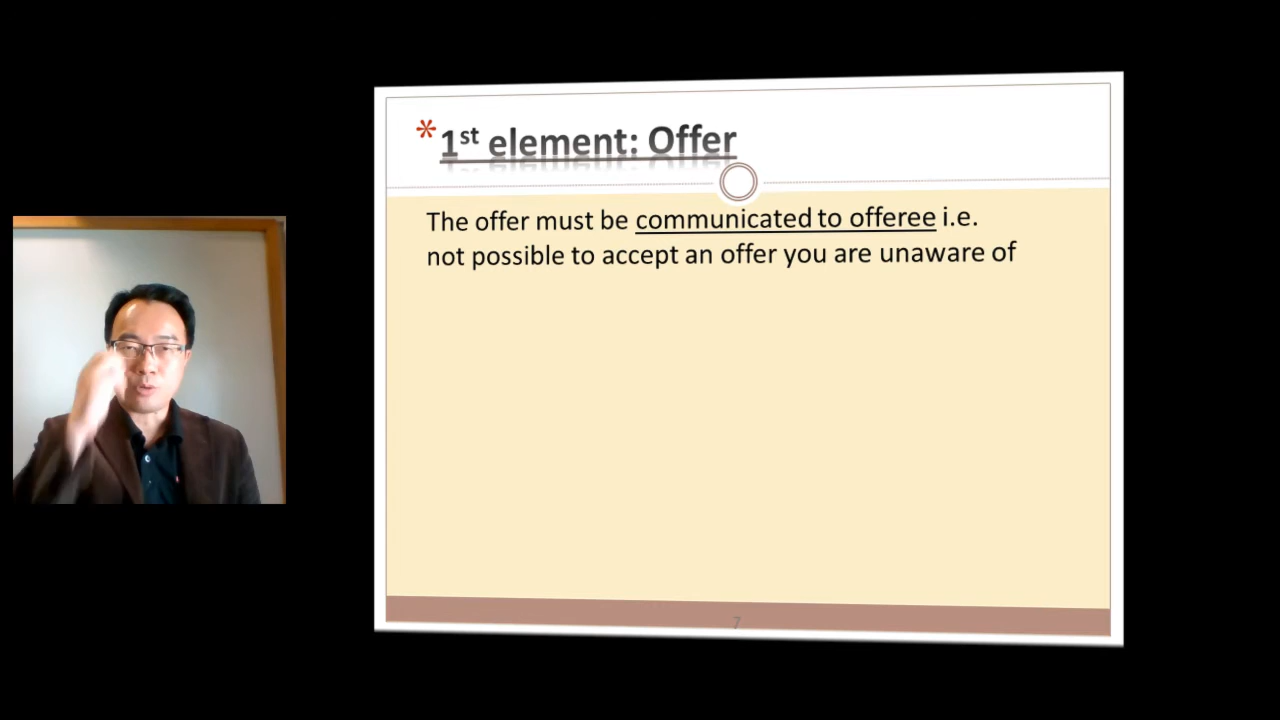 *1st element: Offer
The offer must be communicated to offeree i.e.
not possible to accept an offer you are unaware of
7